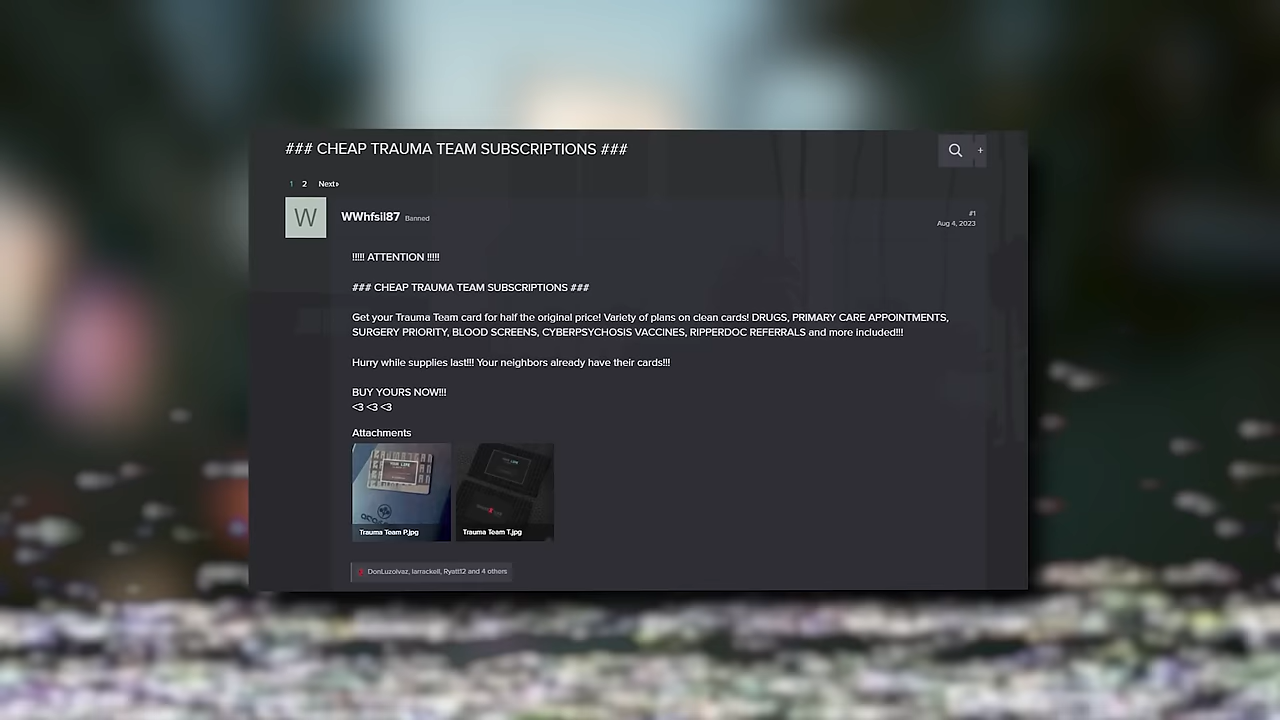 ### CHEAP TRAUMA TEAM SUBSCRIPTIONS ###
+
1 2 Next
W
WWhfsil87 Banned
#1
Aug 4, 2023
!!!!! ATTENTION !!!!!
### CHEAP TRAUMA TEAM SUBSCRIPTIONS ###
Get your Trauma Team card for half the original price! Variety of plans on clean cards! DRUGS, PRIMARY CARE APPOINTMENTS,
SURGERY PRIORITY, BLOOD SCREENS, CYBERPSYCHOSIS VACCINES, RIPPERDOC REFERRALS and more included!!!
Hurry while supplies last!!! Your neighbors already have their cards!!!
BUY YOURS NOW!!!
<3 <3 <3
Attachments
YOUR LIFE
Trauma Team P.jpg
Trauma Team T.jpg
DonLuzolvaz, larrackell, Ryatt12 and 4 others